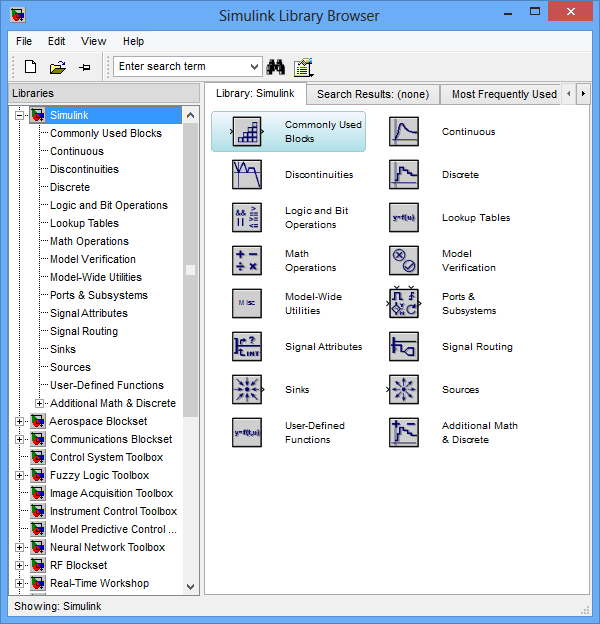 Simulink Library Browser
File Edit View Help
Enter search term
Libraries
Library: Simulink Search Results: (none) Most Frequently Used
Simulink
Commonly Used Blocks
Continuous
Discontinuities
Discrete
Logic and Bit Operations
Lookup Tables
Math Operations
Model Verification
Model-Wide Utilities
Ports & Subsystems
Signal Attributes
Signal Routing
Sinks
Sources
User-Defined Functions
Additional Math & Discrete
Aerospace Blockset
Communications Blockset
Control System Toolbox
Fuzzy Logic Toolbox
Image Acquisition Toolbox
Instrument Control Toolbox
Model Predictive Control ...
Neural Network Toolbox
RF Blockset
Real-Time Workshop
Commonly Used
Blocks
Continuous
Discontinuities
Discrete
&& >
== 
|| >=
<=
Logic and Bit
Operations
y=f(u)
Lookup Tables
+ −
÷ ×
Math
Operations
Model
Verification
Misc
Model-Wide
Utilities
Ports &
Subsystems
?
INT
Signal Attributes
Signal Routing
Sinks
Sources
y=f(t,u)
User-Defined
Functions
Additional Math
& Discrete
Showing: Simulink